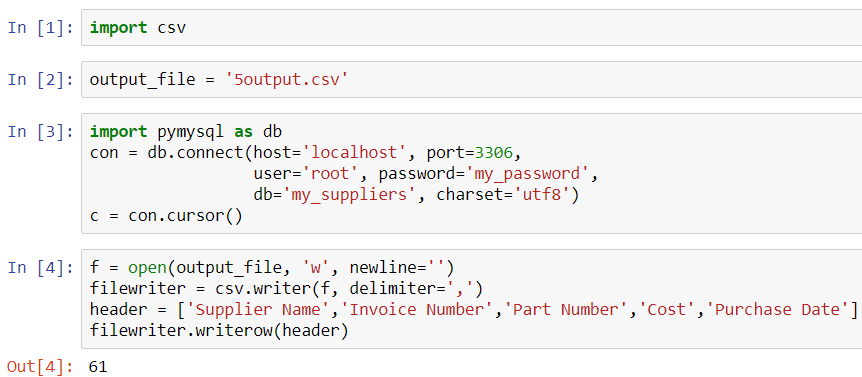 In [1]: import csv
In [2]: output_file = '5output.csv'
In [3]: import pymysql as db
con = db.connect(host='localhost', port=3306,
user='root', password='my_password',
db='my_suppliers', charset='utf8')
c = con.cursor()
In [4]: f = open(output_file, 'w', newline='')
filewriter = csv.writer(f, delimiter=',')
header = ['Supplier Name','Invoice Number','Part Number','Cost','Purchase Date']
filewriter.writerow(header)
Out[4]: 61